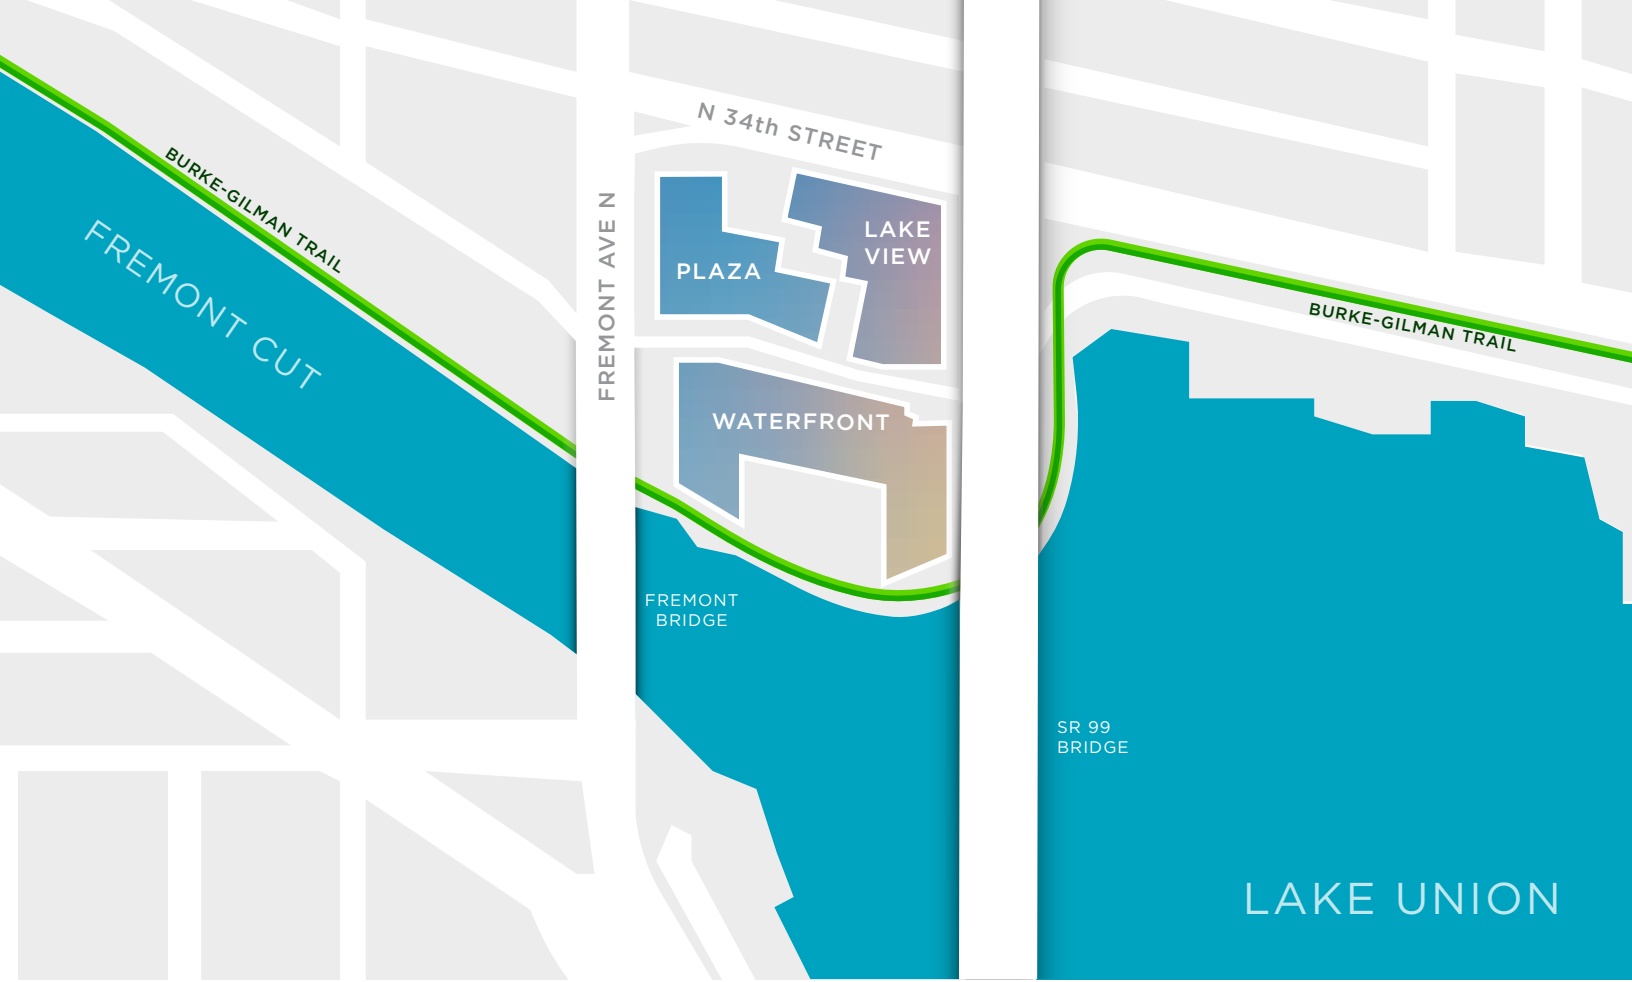 N 34th STREET
BURKE-GILMAN TRAIL
FREMONT CUT
FREMONT AVE N
PLAZA
LAKE
VIEW
BURKE-GILMAN TRAIL
WATERFRONT
FREMONT
BRIDGE
SR 99
BRIDGE
LAKE UNION